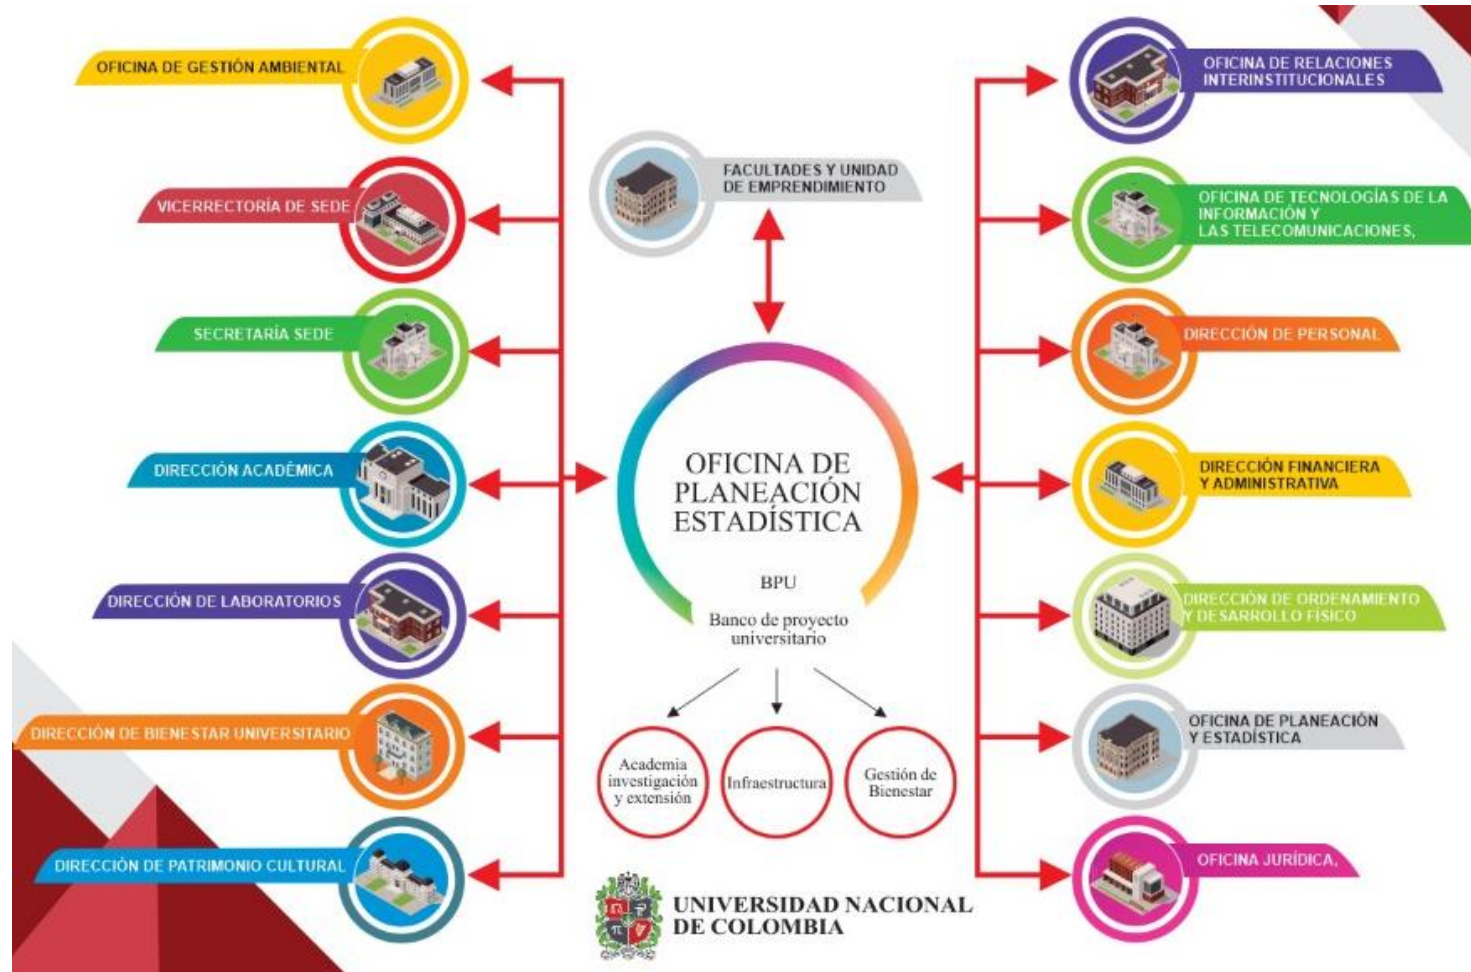 OFICINA DE GESTIÓN AMBIENTAL
VICERRECTORÍA DE SEDE
SECRETARÍA SEDE
DIRECCIÓN ACADÉMICA
DIRECCIÓN DE LABORATORIOS
DIRECCIÓN DE BIENESTAR UNIVERSITARIO
DIRECCIÓN DE PATRIMONIO CULTURAL
FACULTADES Y UNIDAD
DE EMPRENDIMIENTO
OFICINA DE
PLANEACIÓN
ESTADÍSTICA
BPU
Banco de proyecto
universitario
Academia
investigación
y extensión
Infraestructura
Gestión de
Bienestar
UNIVERSIDAD NACIONAL
DE COLOMBIA
OFICINA DE RELACIONES
INTERINSTITUCIONALES
OFICINA DE TECNOLOGÍAS DE LA
INFORMACIÓN Y
LAS TELECOMUNICACIONES,
DIRECCIÓN DE PERSONAL
DIRECCIÓN FINANCIERA
Y ADMINISTRATIVA
DIRECCIÓN DE ORDENAMIENTO
Y DESARROLLO FÍSICO
OFICINA DE PLANEACIÓN
Y ESTADÍSTICA
OFICINA JURÍDICA,